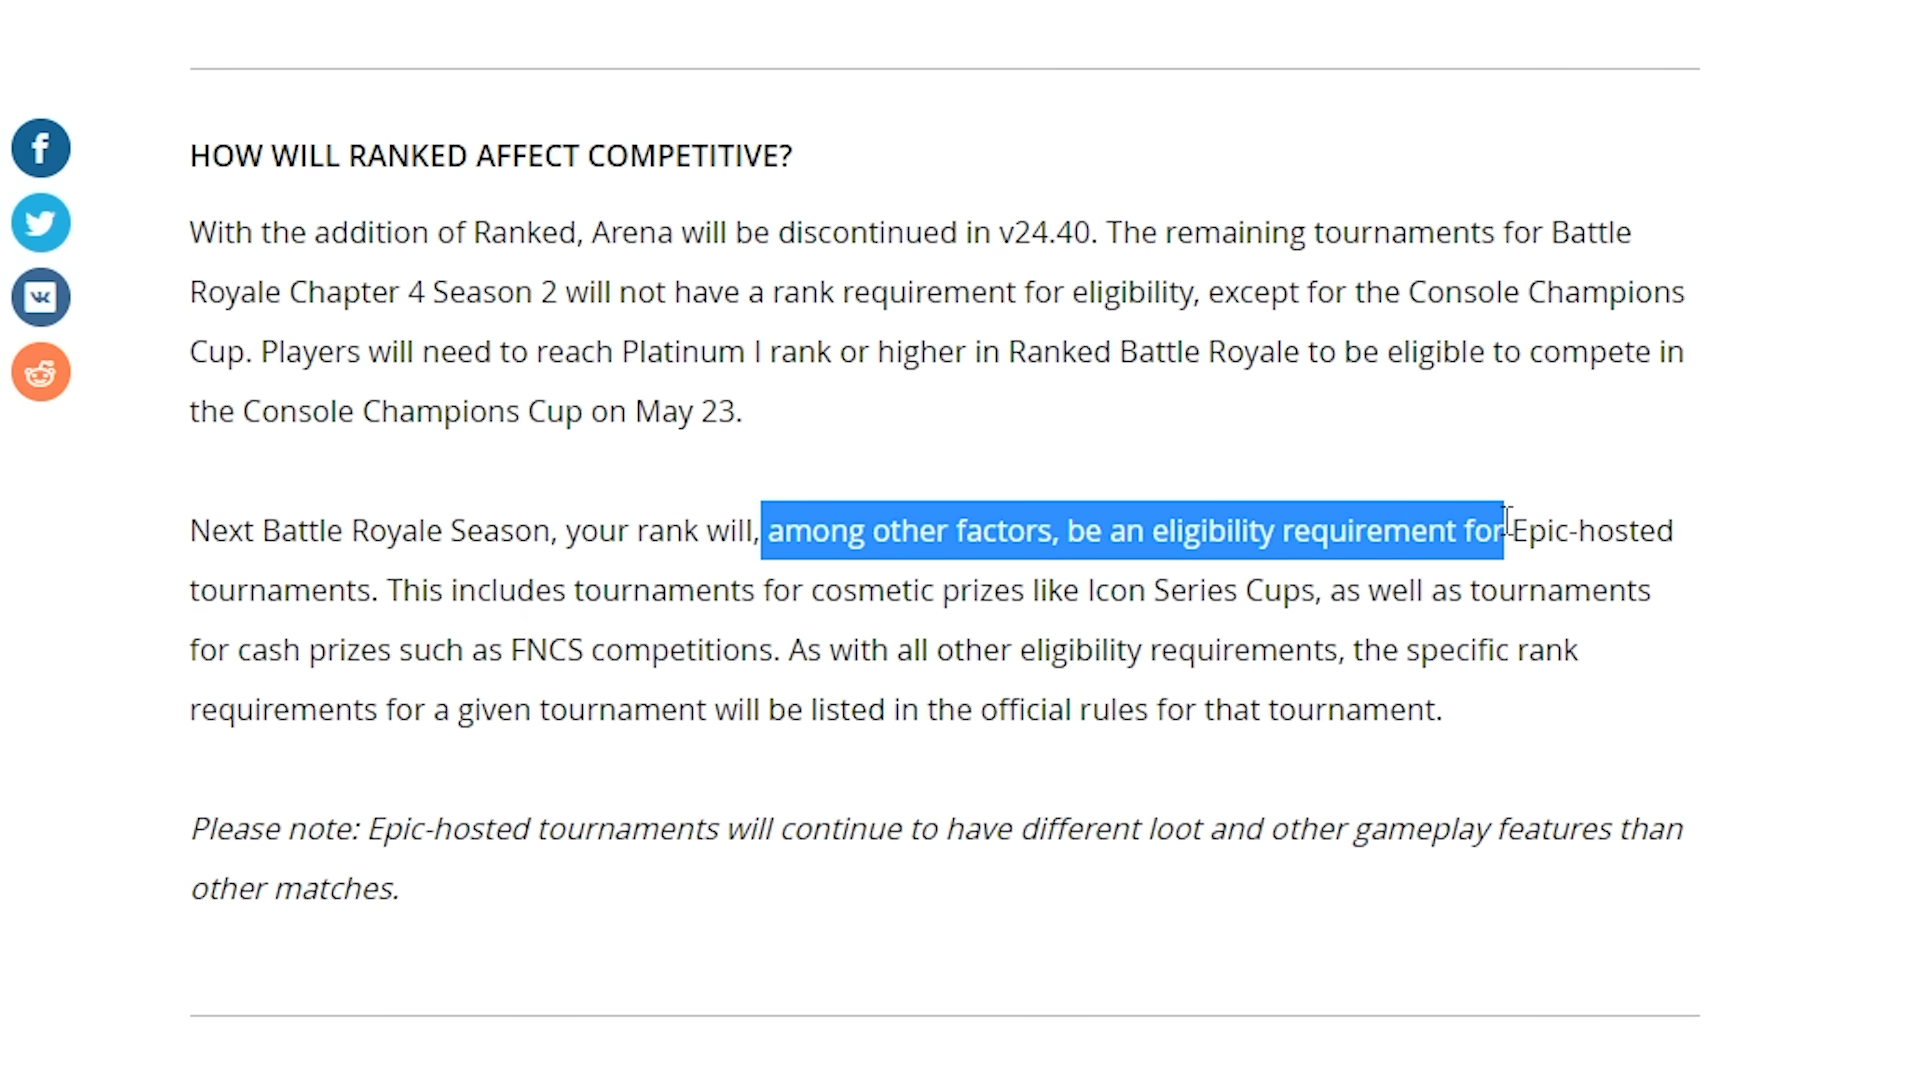 HOW WILL RANKED AFFECT COMPETITIVE?
With the addition of Ranked, Arena will be discontinued in v24.40. The remaining tournaments for Battle
Royale Chapter 4 Season 2 will not have a rank requirement for eligibility, except for the Console Champions
Cup. Players will need to reach Platinum I rank or higher in Ranked Battle Royale to be eligible to compete in
the Console Champions Cup on May 23.
Next Battle Royale Season, your rank will, among other factors, be an eligibility requirement for Epic-hosted
tournaments. This includes tournaments for cosmetic prizes like Icon Series Cups, as well as tournaments
for cash prizes such as FNCS competitions. As with all other eligibility requirements, the specific rank
requirements for a given tournament will be listed in the official rules for that tournament.
Please note: Epic-hosted tournaments will continue to have different loot and other gameplay features than
other matches.